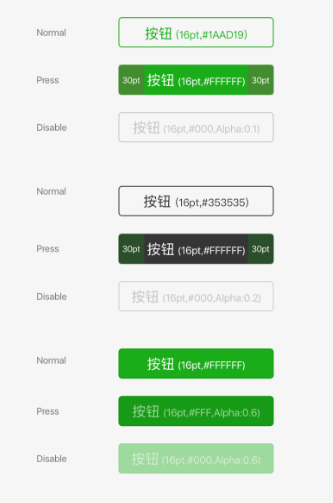 Normal 按钮 (16pt,#1AAD19)
Press 30pt 按钮 (16pt,#FFFFFF) 30pt
Disable 按钮 (16pt,#000,Alpha:0.1)
Normal 按钮 (16pt,#353535)
Press 30pt 按钮 (16pt,#FFFFFF) 30pt
Disable 按钮 (16pt,#000,Alpha:0.2)
Normal 按钮 (16pt,#FFFFFF)
Press 按钮 (16pt,#FFF,Alpha:0.6)
Disable 按钮 (16pt,#000,Alpha:0.6)